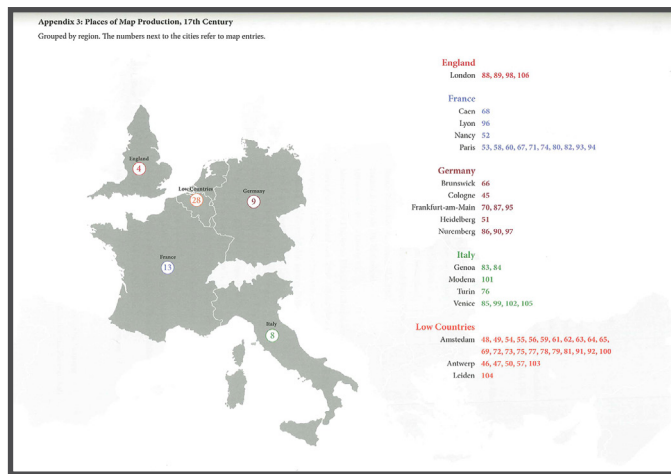 Appendix 3: Places of Map Production, 17th Century
Grouped by region. The numbers next to the cities refer to map entries.
England
4
Low Countries
28
Germany
9
France
13
Italy
8
England
London 88, 89, 98, 106
France
Caen 68
Lyon 96
Nancy 52
Paris 53, 58, 60, 67, 71, 74, 80, 82, 93, 94
Germany
Brunswick 66
Cologne 45
Frankfurt-am-Main 70, 87, 95
Heidelberg 51
Nuremberg 86, 90, 97
Italy
Genoa 83, 84
Modena 101
Turin 76
Venice 85, 99, 102, 105
Low Countries
Amstedam 48, 49, 54, 55, 56, 59, 61, 62, 63, 64, 65,
69, 72, 73, 75, 77, 78, 79, 81, 91, 92, 100
Antwerp 46, 47, 50, 57, 103
Leiden 104